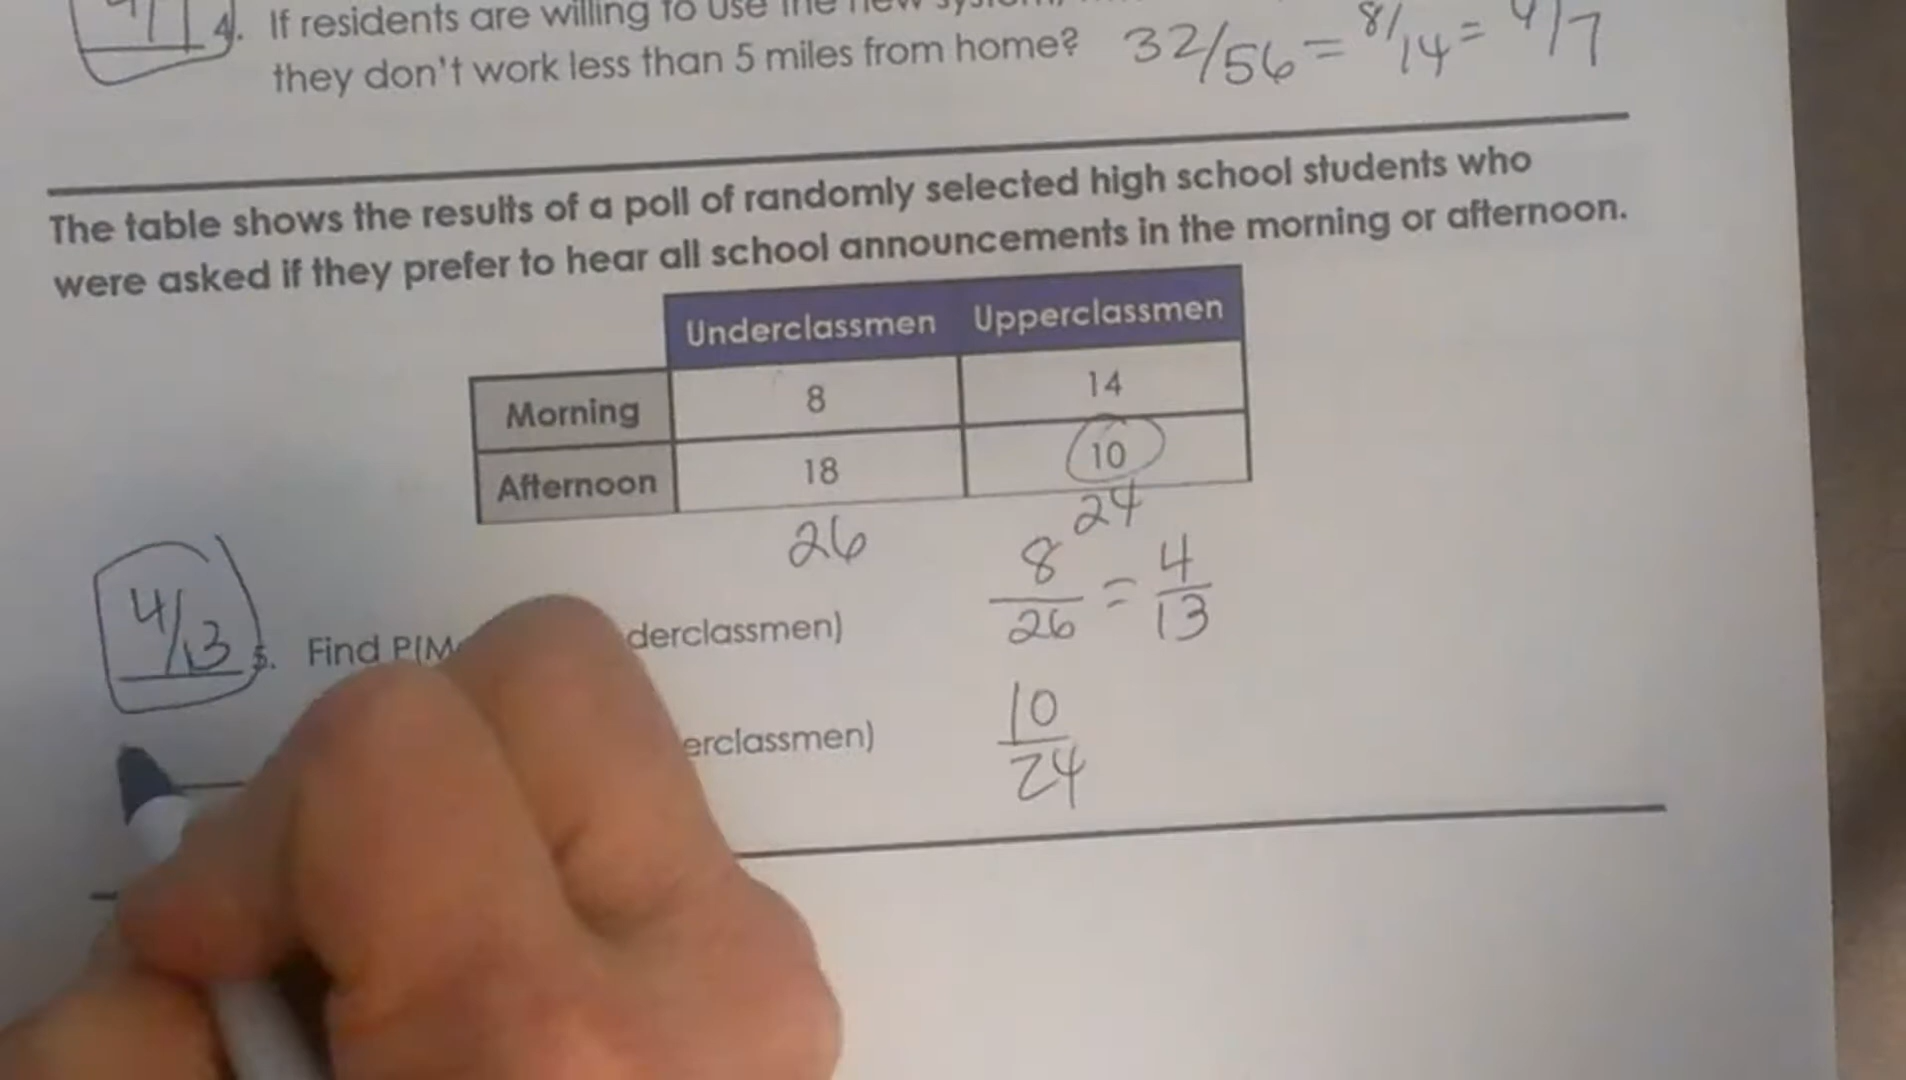 4. If residents are willing to use the new system,
they don't work less than 5 miles from home? 32/56 = 8/14 = 4/7
The table shows the results of a poll of randomly selected high school students who
were asked if they prefer to hear all school announcements in the morning or afternoon.
Underclassmen Upperclassmen
Morning 8 14
Afternoon 18 10
26 24
4/13 5. Find P(M derclassmen) 8/26 = 4/13
erclassmen) 10/24